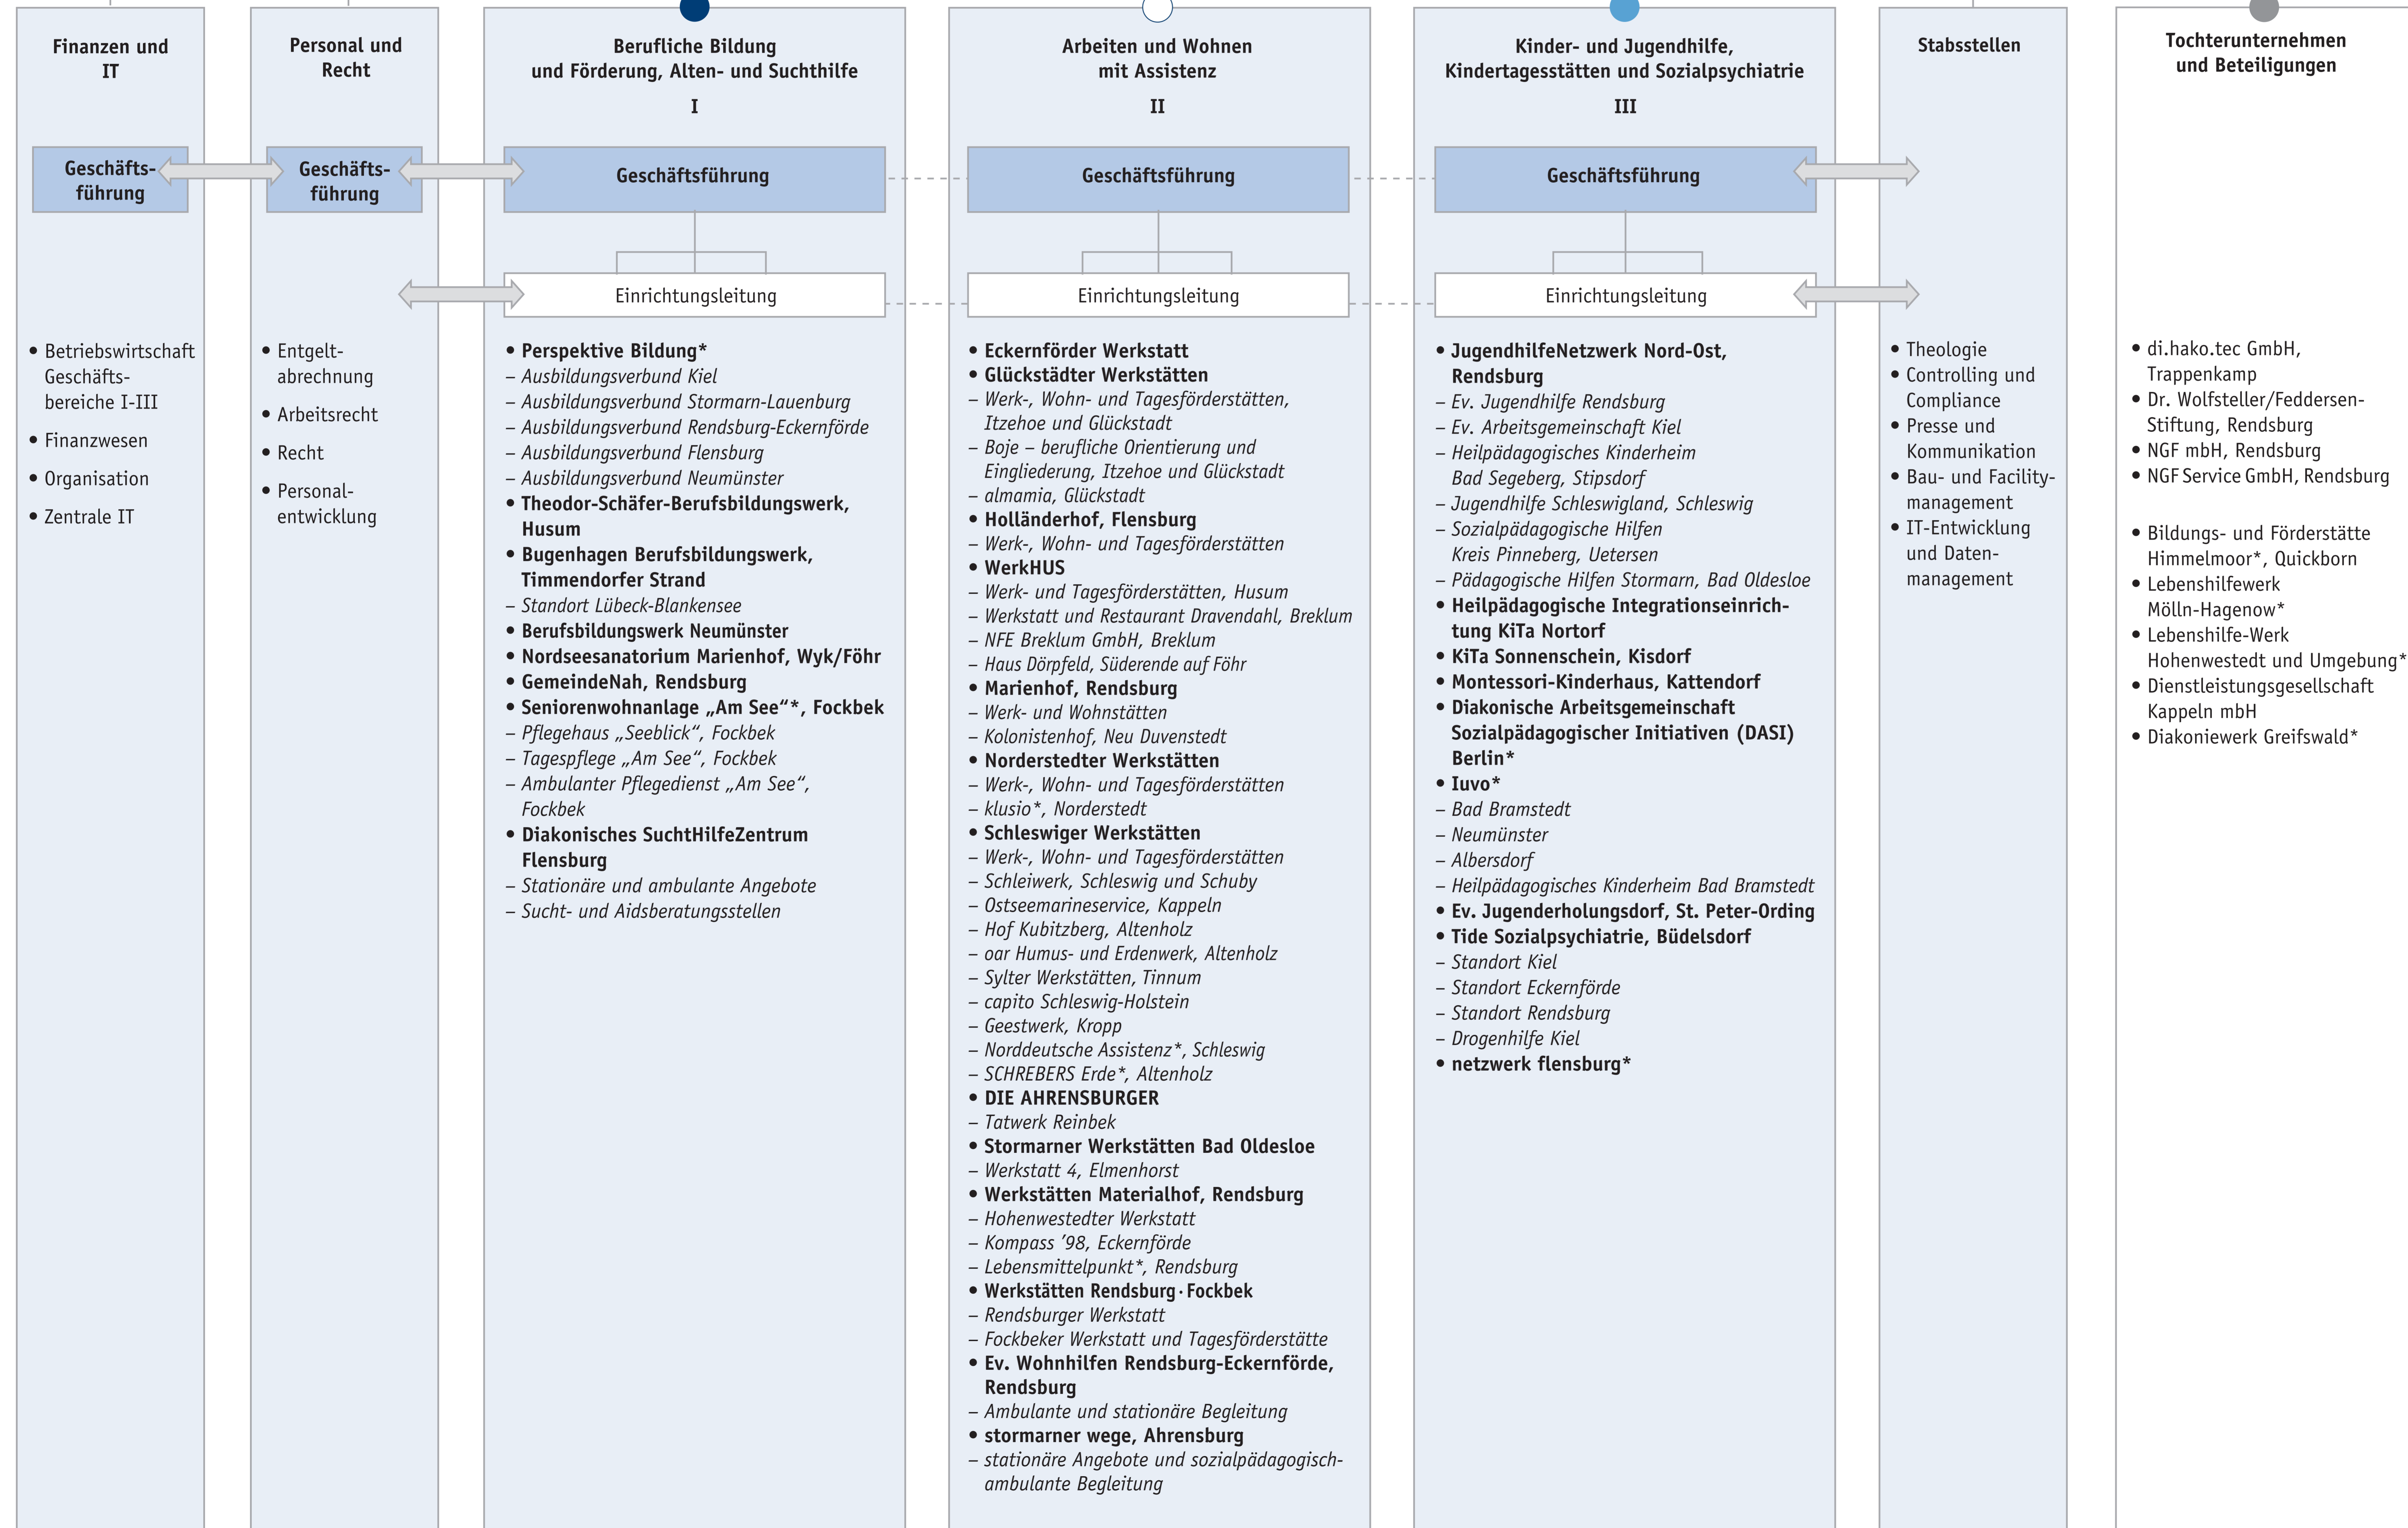 Finanzen und
IT
Geschäfts-
führung
• Betriebswirtschaft
Geschäfts-
bereiche I-III
• Finanzwesen
• Organisation
• Zentrale IT
Personal und
Recht
Geschäfts-
führung
• Entgelt-
abrechnung
• Arbeitsrecht
• Recht
• Personal-
entwicklung
Berufliche Bildung
und Förderung, Alten- und Suchthilfe
I
Geschäftsführung
Einrichtungsleitung
• Perspektive Bildung*
– Ausbildungsverbund Kiel
– Ausbildungsverbund Stormarn-Lauenburg
– Ausbildungsverbund Rendsburg-Eckernförde
– Ausbildungsverbund Flensburg
– Ausbildungsverbund Neumünster
• Theodor-Schäfer-Berufsbildungswerk,
Husum
• Bugenhagen Berufsbildungswerk,
Timmendorfer Strand
– Standort Lübeck-Blankensee
• Berufsbildungswerk Neumünster
• Nordseesanatorium Marienhof, Wyk/Föhr
• GemeindeNah, Rendsburg
• Seniorenwohnanlage „Am See“*, Fockbek
– Pflegehaus „Seeblick“, Fockbek
– Tagespflege „Am See“, Fockbek
– Ambulanter Pflegedienst „Am See“,
Fockbek
• Diakonisches SuchtHilfeZentrum
Flensburg
– Stationäre und ambulante Angebote
– Sucht- und Aidsberatungsstellen
Arbeiten und Wohnen
mit Assistenz
II
Geschäftsführung
Einrichtungsleitung
• Eckernförder Werkstatt
• Glückstädter Werkstätten
– Werk-, Wohn- und Tagesförderstätten,
Itzehoe und Glückstadt
– Boje – berufliche Orientierung und
Eingliederung, Itzehoe und Glückstadt
– almamia, Glückstadt
• Holländerhof, Flensburg
– Werk-, Wohn- und Tagesförderstätten
• WerkHUS
– Werk- und Tagesförderstätten, Husum
– Werkstatt und Restaurant Dravendahl, Breklum
– NFE Breklum GmbH, Breklum
– Haus Dörpfeld, Süderende auf Föhr
• Marienhof, Rendsburg
– Werk- und Wohnstätten
– Kolonistenhof, Neu Duvenstedt
• Norderstedter Werkstätten
– Werk-, Wohn- und Tagesförderstätten
– klusio*, Norderstedt
• Schleswiger Werkstätten
– Werk-, Wohn- und Tagesförderstätten
– Schleiwerk, Schleswig und Schuby
– Ostseemarineservice, Kappeln
– Hof Kubitzberg, Altenholz
– oar Humus- und Erdenwerk, Altenholz
– Sylter Werkstätten, Tinnum
– capito Schleswig-Holstein
– Geestwerk, Kropp
– Norddeutsche Assistenz*, Schleswig
– SCHREBERS Erde*, Altenholz
• DIE AHRENSBURGER
– Tatwerk Reinbek
• Stormarner Werkstätten Bad Oldesloe
– Werkstatt 4, Elmenhorst
• Werkstätten Materialhof, Rendsburg
– Hohenwestedter Werkstatt
– Kompass ’98, Eckernförde
– Lebensmittelpunkt*, Rendsburg
• Werkstätten Rendsburg · Fockbek
– Rendsburger Werkstatt
– Fockbeker Werkstatt und Tagesförderstätte
• Ev. Wohnhilfen Rendsburg-Eckernförde,
Rendsburg
– Ambulante und stationäre Begleitung
• stormarner wege, Ahrensburg
– stationäre Angebote und sozialpädagogisch-
ambulante Begleitung
Kinder- und Jugendhilfe,
Kindertagesstätten und Sozialpsychiatrie
III
Geschäftsführung
Einrichtungsleitung
• JugendhilfeNetzwerk Nord-Ost,
Rendsburg
– Ev. Jugendhilfe Rendsburg
– Ev. Arbeitsgemeinschaft Kiel
– Heilpädagogisches Kinderheim
Bad Segeberg, Stipsdorf
– Jugendhilfe Schleswigland, Schleswig
– Sozialpädagogische Hilfen
Kreis Pinneberg, Uetersen
– Pädagogische Hilfen Stormarn, Bad Oldesloe
• Heilpädagogische Integrationseinrich-
tung KiTa Nortorf
• KiTa Sonnenschein, Kisdorf
• Montessori-Kinderhaus, Kattendorf
• Diakonische Arbeitsgemeinschaft
Sozialpädagogischer Initiativen (DASI)
Berlin*
• Iuvo*
– Bad Bramstedt
– Neumünster
– Albersdorf
– Heilpädagogisches Kinderheim Bad Bramstedt
• Ev. Jugenderholungsdorf, St. Peter-Ording
• Tide Sozialpsychiatrie, Büdelsdorf
– Standort Kiel
– Standort Eckernförde
– Standort Rendsburg
– Drogenhilfe Kiel
• netzwerk flensburg*
Stabsstellen
• Theologie
• Controlling und
Compliance
• Presse und
Kommunikation
• Bau- und Facility-
management
• IT-Entwicklung
und Daten-
management
Tochterunternehmen
und Beteiligungen
• di.hako.tec GmbH,
Trappenkamp
• Dr. Wolfsteller/Feddersen-
Stiftung, Rendsburg
• NGF mbH, Rendsburg
• NGF Service GmbH, Rendsburg
• Bildungs- und Förderstätte
Himmelmoor*, Quickborn
• Lebenshilfewerk
Mölln-Hagenow*
• Lebenshilfe-Werk
Hohenwestedt und Umgebung*
• Dienstleistungsgesellschaft
Kappeln mbH
• Diakoniewerk Greifswald*